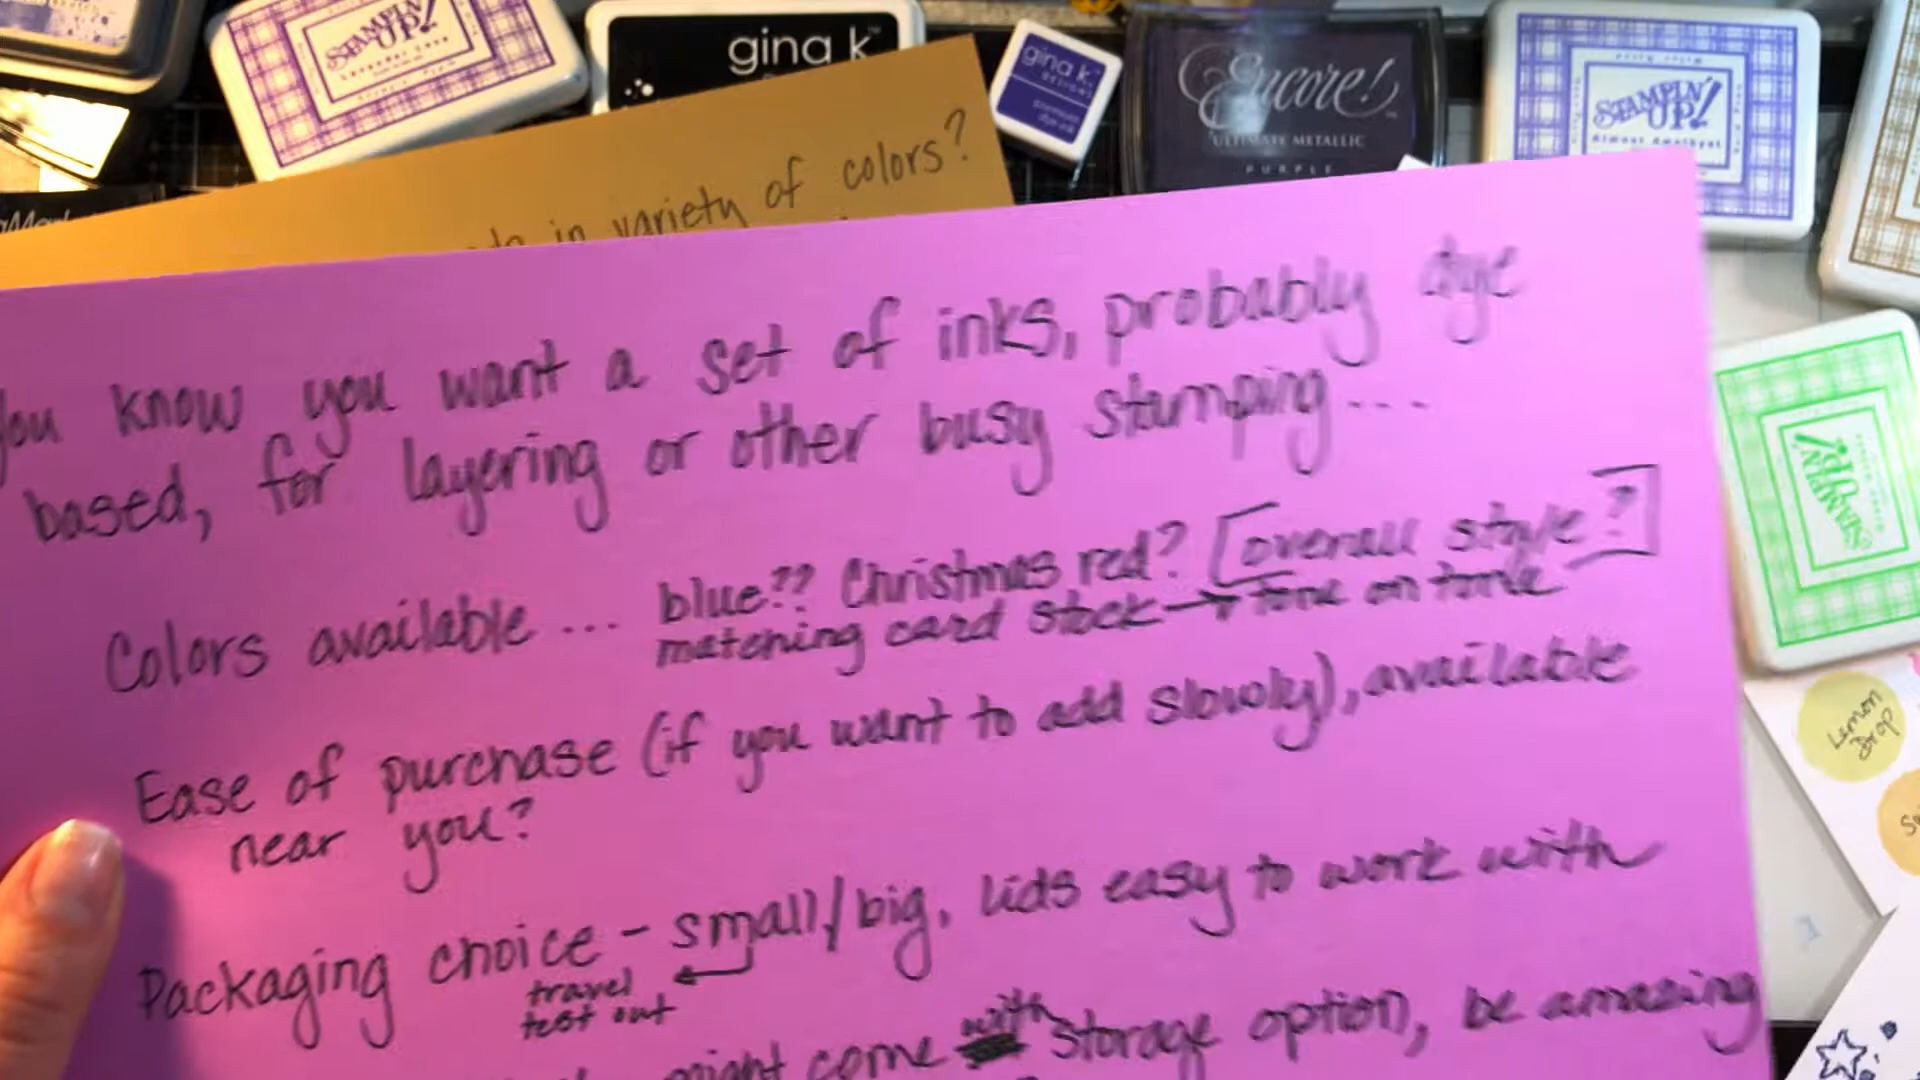 STAMPIN' UP!
gina k
gina k
Encore!
ULTIMATE METALLIC
PURPLE
STAMPIN' UP!
Almost Amethyst
in variety of colors?
you know you want a set of inks, probably dye
based, for layering or other busy stamping...
Colors available ... blue?? Christmas red? [overall style?]
matching card stock → tone on tone
Ease of purchase (if you want to add slowly), available
near you?
Packaging choice - small/big, lids easy to work with
travel
test out
might come with storage option, be amazing
STAMPIN' UP!
Lemon
Drop